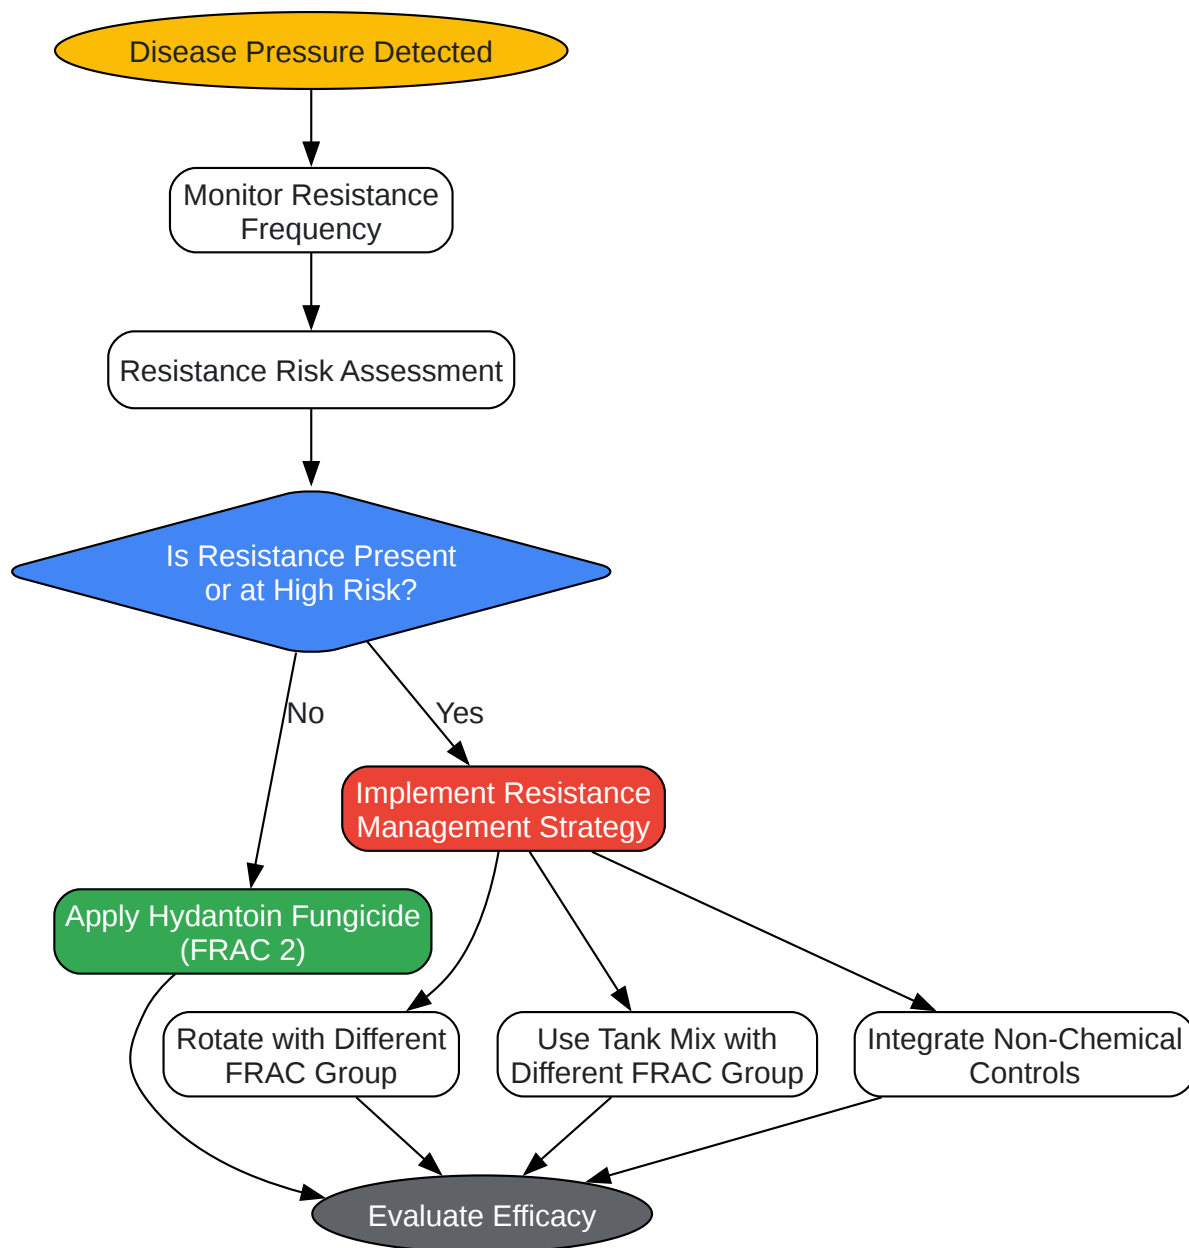 Disease Pressure Detected
Monitor Resistance
Frequency
Resistance Risk Assessment
Is Resistance Present
or at High Risk?
No
Yes
Implement Resistance
Management Strategy
Apply Hydantoin Fungicide
(FRAC 2)
Rotate with Different
FRAC Group
Use Tank Mix with
Different FRAC Group
Integrate Non-Chemical
Controls
Evaluate Efficacy